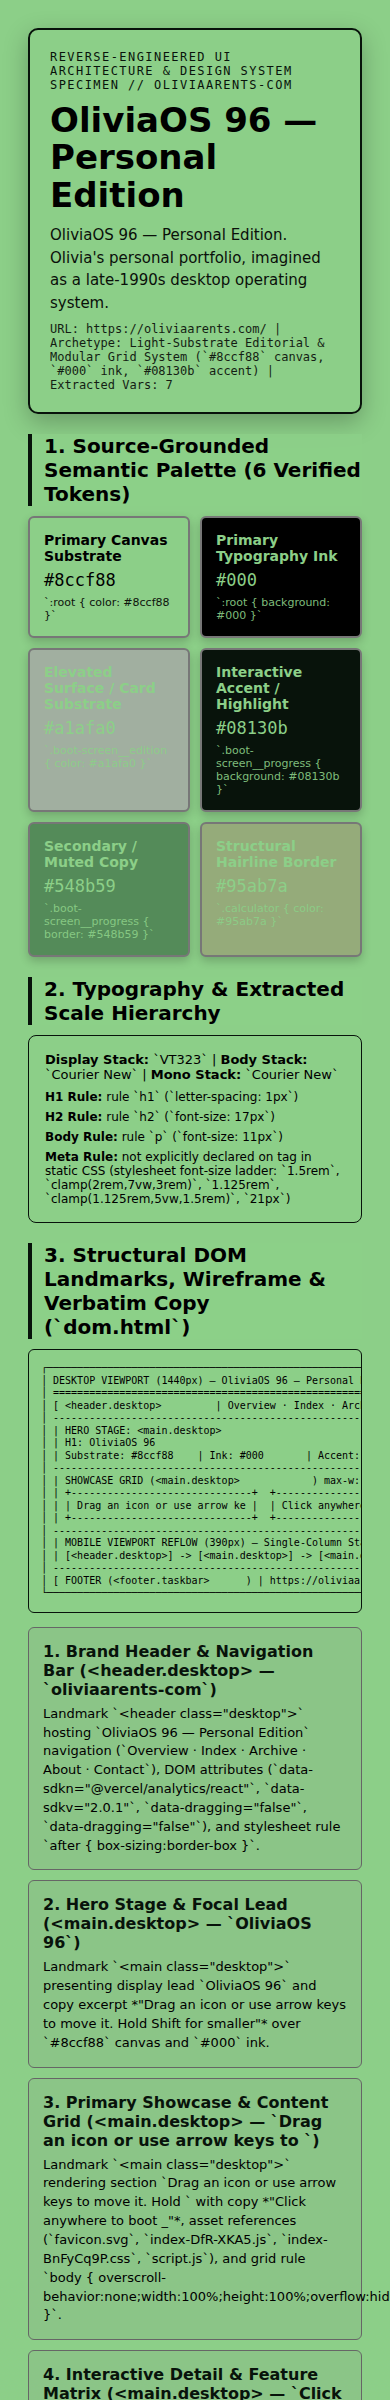 REVERSE-ENGINEERED UI
ARCHITECTURE & DESIGN SYSTEM
SPECIMEN // OLIVIAARENTS-COM
OliviaOS 96 —
Personal
Edition
OliviaOS 96 — Personal Edition.
Olivia's personal portfolio, imagined
as a late-1990s desktop operating
system.
URL: https://oliviaarents.com/ |
Archetype: Light-Substrate Editorial &
Modular Grid System (`#8ccf88` canvas,
`#000` ink, `#08130b` accent) |
Extracted Vars: 7
1. Source-Grounded
Semantic Palette (6 Verified
Tokens)
Primary Canvas
Substrate
#8ccf88
`:root { color: #8ccf88
}`
Primary
Typography Ink
#000
`:root { background:
#000 }`
Elevated
Surface / Card
Substrate
#a1afa0
`.boot-screen__edition
{ color: #a1afa0 }`
Interactive
Accent /
Highlight
#08130b
`.boot-
screen__progress {
background: #08130b
}`
Secondary /
Muted Copy
#548b59
`.boot-
screen__progress {
border: #548b59 }`
Structural
Hairline Border
#95ab7a
`.calculator { color:
#95ab7a }`
2. Typography & Extracted
Scale Hierarchy
Display Stack: `VT323` | Body Stack:
`Courier New` | Mono Stack: `Courier New`
H1 Rule: rule `h1` (`letter-spacing: 1px`)
H2 Rule: rule `h2` (`font-size: 17px`)
Body Rule: rule `p` (`font-size: 11px`)
Meta Rule: not explicitly declared on tag in
static CSS (stylesheet font-size ladder: `1.5rem`,
`clamp(2rem,7vw,3rem)`, `1.125rem`,
`clamp(1.125rem,5vw,1.5rem)`, `21px`)
3. Structural DOM
Landmarks, Wireframe &
Verbatim Copy
(`dom.html`)
DESKTOP VIEWPORT (1440px) — OliviaOS 96 — Personal
[ <header.desktop> | Overview · Index · Arc
| HERO STAGE: <main.desktop>
| H1: OliviaOS 96
| Substrate: #8ccf88 | Ink: #000 | Accent:
| SHOWCASE GRID (<main.desktop> ) max-w:
| | Drag an icon or use arrow ke | | Click anywher
| MOBILE VIEWPORT REFLOW (390px) — Single-Column St
| [<header.desktop>] -> [<main.desktop>] -> [<main.
[ FOOTER (<footer.taskbar> ) | https://oliviaa
1. Brand Header & Navigation
Bar (<header.desktop> —
`oliviaarents-com`)
Landmark `<header class="desktop">`
hosting `OliviaOS 96 — Personal Edition`
navigation (`Overview · Index · Archive ·
About · Contact`), DOM attributes (`data-
sdkn="@vercel/analytics/react"`, `data-
sdkv="2.0.1"`, `data-dragging="false"`,
`data-dragging="false"`), and stylesheet rule
`after { box-sizing:border-box }`.
2. Hero Stage & Focal Lead
(<main.desktop> — `OliviaOS
96`)
Landmark `<main class="desktop">`
presenting display lead `OliviaOS 96` and
copy excerpt *"Drag an icon or use arrow keys
to move it. Hold Shift for smaller"* over
`#8ccf88` canvas and `#000` ink.
3. Primary Showcase & Content
Grid (<main.desktop> — `Drag
an icon or use arrow keys to `)
Landmark `<main class="desktop">`
rendering section `Drag an icon or use arrow
keys to move it. Hold ` with copy *"Click
anywhere to boot _"*, asset references
(`favicon.svg`, `index-DfR-XKA5.js`, `index-
BnFyCq9P.css`, `script.js`), and grid rule
`body { overscroll-
behavior:none;width:100%;height:100%;overflow:hid
}`.
4. Interactive Detail & Feature
Matrix (<main.desktop> — `Click